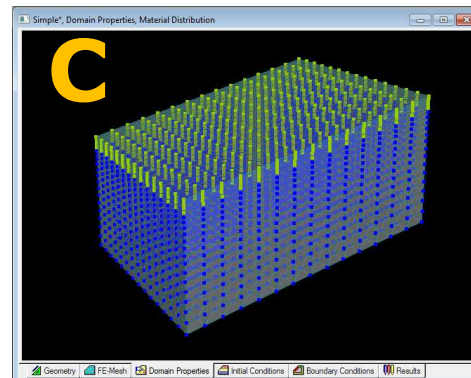 Simple", Domain Properties, Material Distribution
C
Geometry FE-Mesh Domain Properties Initial Conditions Boundary Conditions Results